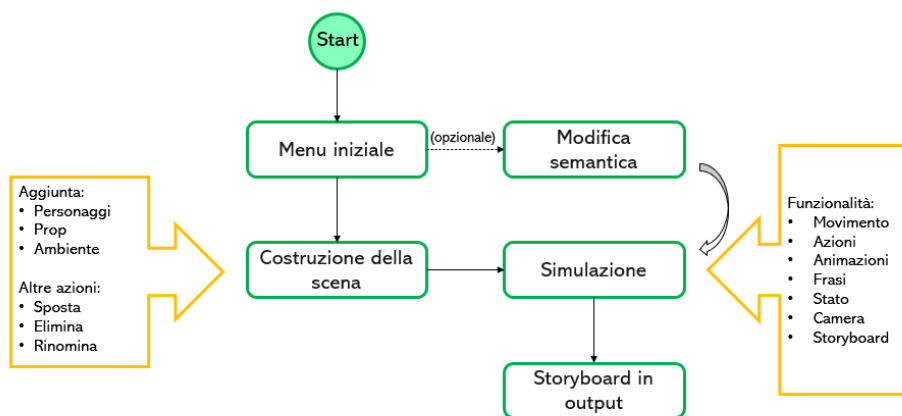 Start
Menu iniziale
(opzionale)
Modifica
semantica
Aggiunta:
• Personaggi
• Prop
• Ambiente
Altre azioni:
• Sposta
• Elimina
• Rinomina
Costruzione della
scena
Simulazione
Funzionalità:
• Movimento
• Azioni
• Animazioni
• Frasi
• Stato
• Camera
• Storyboard
Storyboard in
output